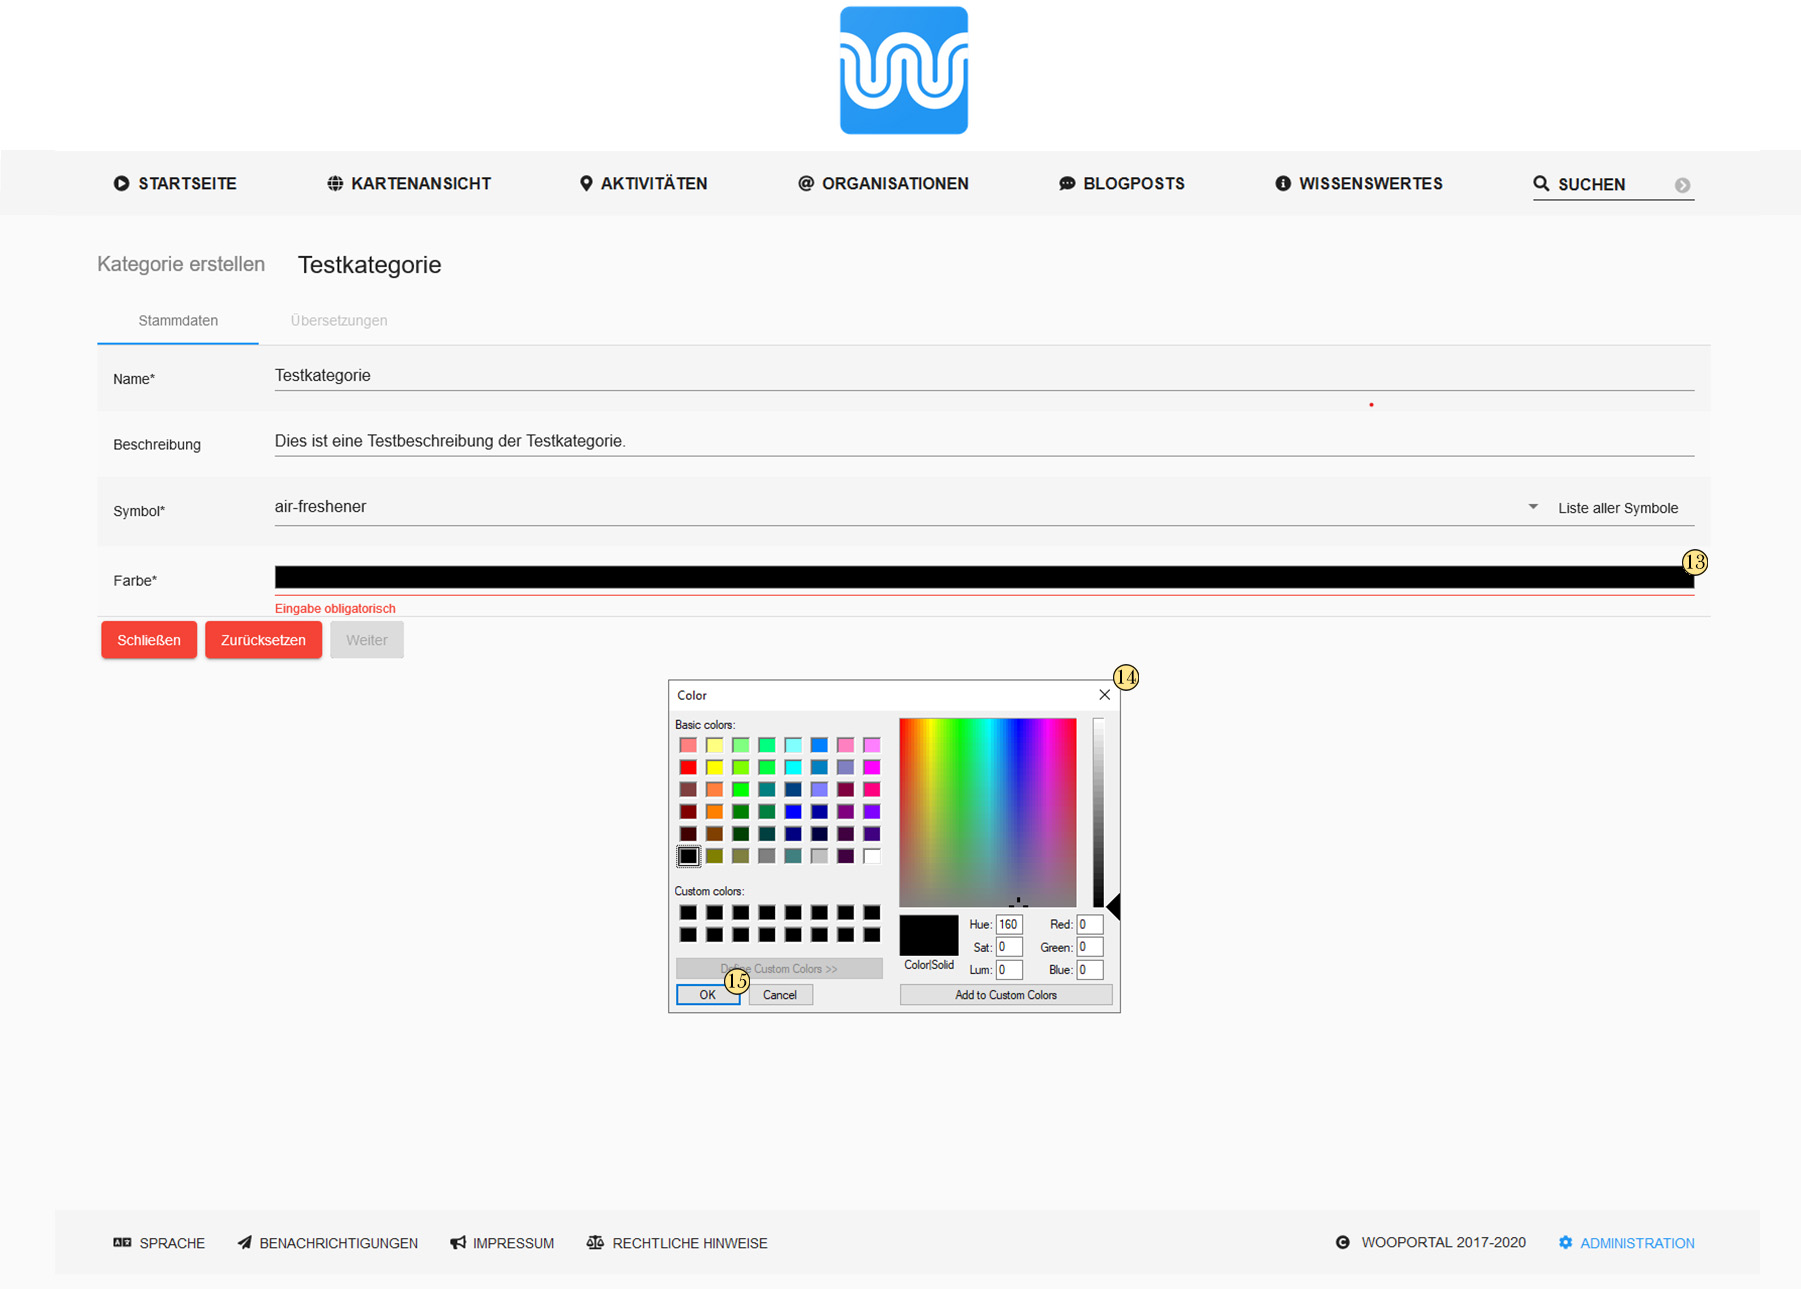 STARTSEITE KARTENANSICHT AKTIVITÄTEN ORGANISATIONEN BLOGPOSTS WISSENSWERTES SUCHEN
Kategorie erstellen Testkategorie
Stammdaten Übersetzungen
Name* Testkategorie
Beschreibung Dies ist eine Testbeschreibung der Testkategorie.
Symbol* air-freshener Liste aller Symbole
13
Farbe*
Eingabe obligatorisch
Schließen Zurücksetzen Weiter
14
Color
Basic colors:
Custom colors:
Hue: 160 Red: 0
Sat: 0 Green: 0
Color|Solid Lum: 0 Blue: 0
Define Custom Colors >>
15
OK Cancel Add to Custom Colors
SPRACHE BENACHRICHTIGUNGEN IMPRESSUM RECHTLICHE HINWEISE WOOPORTAL 2017-2020 ADMINISTRATION